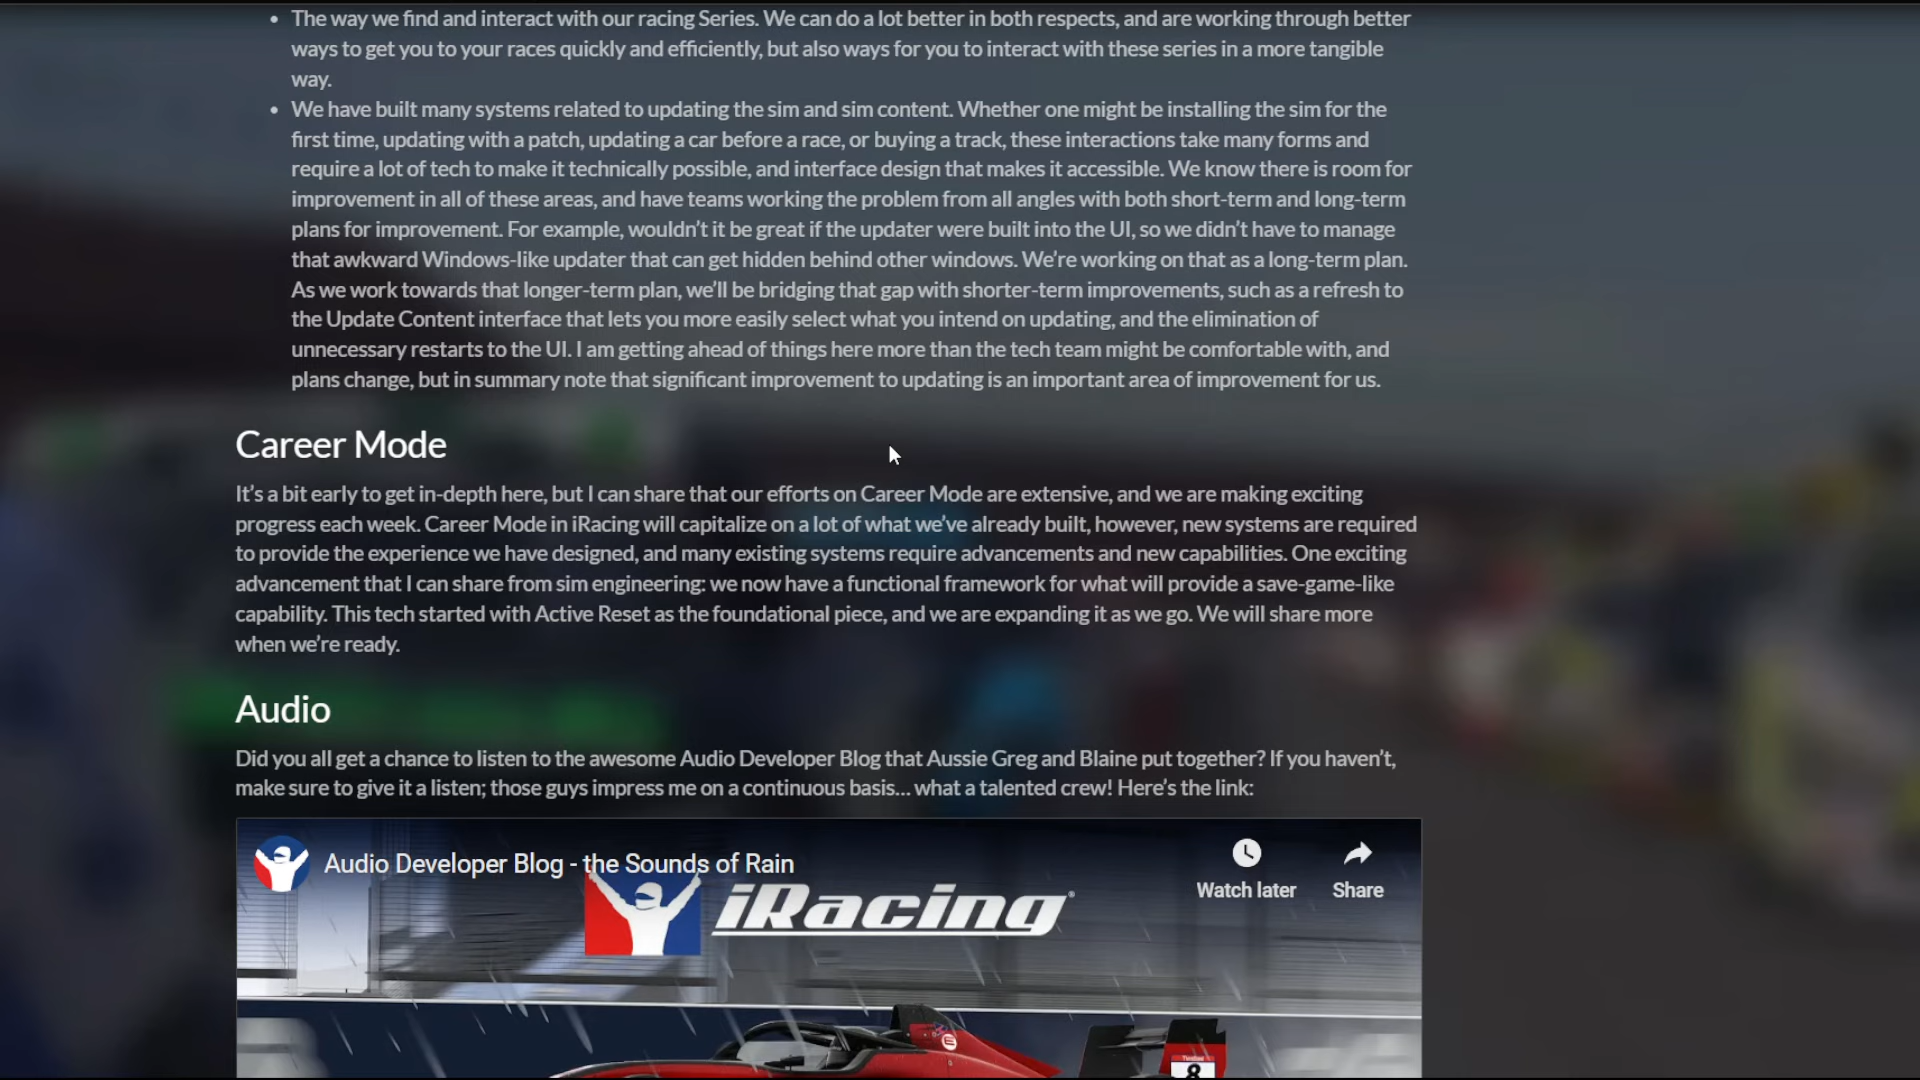 • The way we find and interact with our racing Series. We can do a lot better in both respects, and are working through better
ways to get you to your races quickly and efficiently, but also ways for you to interact with these series in a more tangible
way.
• We have built many systems related to updating the sim and sim content. Whether one might be installing the sim for the
first time, updating with a patch, updating a car before a race, or buying a track, these interactions take many forms and
require a lot of tech to make it technically possible, and interface design that makes it accessible. We know there is room for
improvement in all of these areas, and have teams working the problem from all angles with both short-term and long-term
plans for improvement. For example, wouldn’t it be great if the updater were built into the UI, so we didn’t have to manage
that awkward Windows-like updater that can get hidden behind other windows. We’re working on that as a long-term plan.
As we work towards that longer-term plan, we’ll be bridging that gap with shorter-term improvements, such as a refresh to
the Update Content interface that lets you more easily select what you intend on updating, and the elimination of
unnecessary restarts to the UI. I am getting ahead of things here more than the tech team might be comfortable with, and
plans change, but in summary note that significant improvement to updating is an important area of improvement for us.
Career Mode
It’s a bit early to get in-depth here, but I can share that our efforts on Career Mode are extensive, and we are making exciting
progress each week. Career Mode in iRacing will capitalize on a lot of what we’ve already built, however, new systems are required
to provide the experience we have designed, and many existing systems require advancements and new capabilities. One exciting
advancement that I can share from sim engineering: we now have a functional framework for what will provide a save-game-like
capability. This tech started with Active Reset as the foundational piece, and we are expanding it as we go. We will share more
when we’re ready.
Audio
Did you all get a chance to listen to the awesome Audio Developer Blog that Aussie Greg and Blaine put together? If you haven’t,
make sure to give it a listen; those guys impress me on a continuous basis… what a talented crew! Here’s the link:
Audio Developer Blog - the Sounds of Rain
Watch later
Share
iRacing®
8